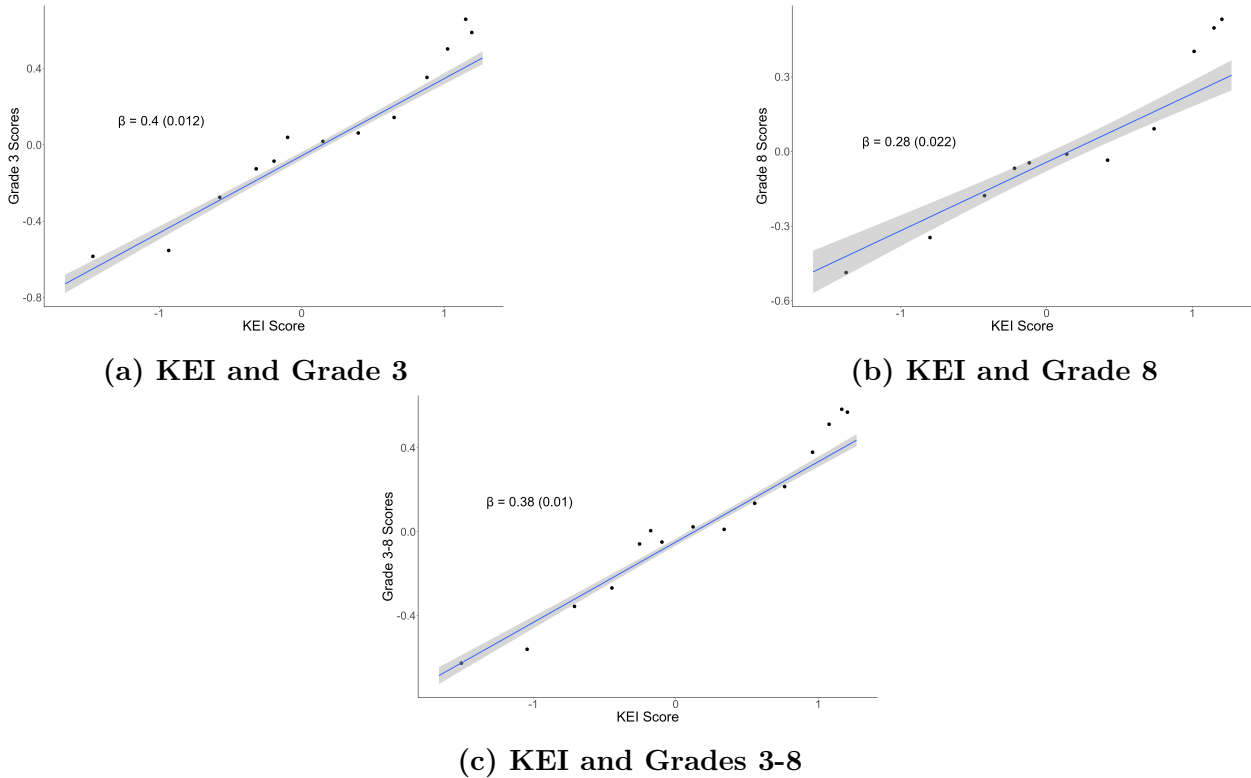 0.4
0.0
-0.4
-0.8
Grade 3 Scores
β = 0.4 (0.012)
-1
0
1
KEI Score
(a) KEI and Grade 3
0.3
0.0
-0.3
-0.6
Grade 8 Scores
β = 0.28 (0.022)
-1
0
1
KEI Score
(b) KEI and Grade 8
0.4
0.0
-0.4
Grade 3-8 Scores
β = 0.38 (0.01)
-1
0
1
KEI Score
(c) KEI and Grades 3-8